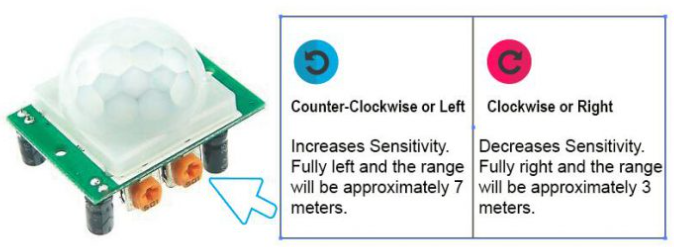 Counter-Clockwise or Left
Increases Sensitivity.
Fully left and the range
will be approximately 7
meters.
Clockwise or Right
Decreases Sensitivity.
Fully right and the range
will be approximately 3
meters.